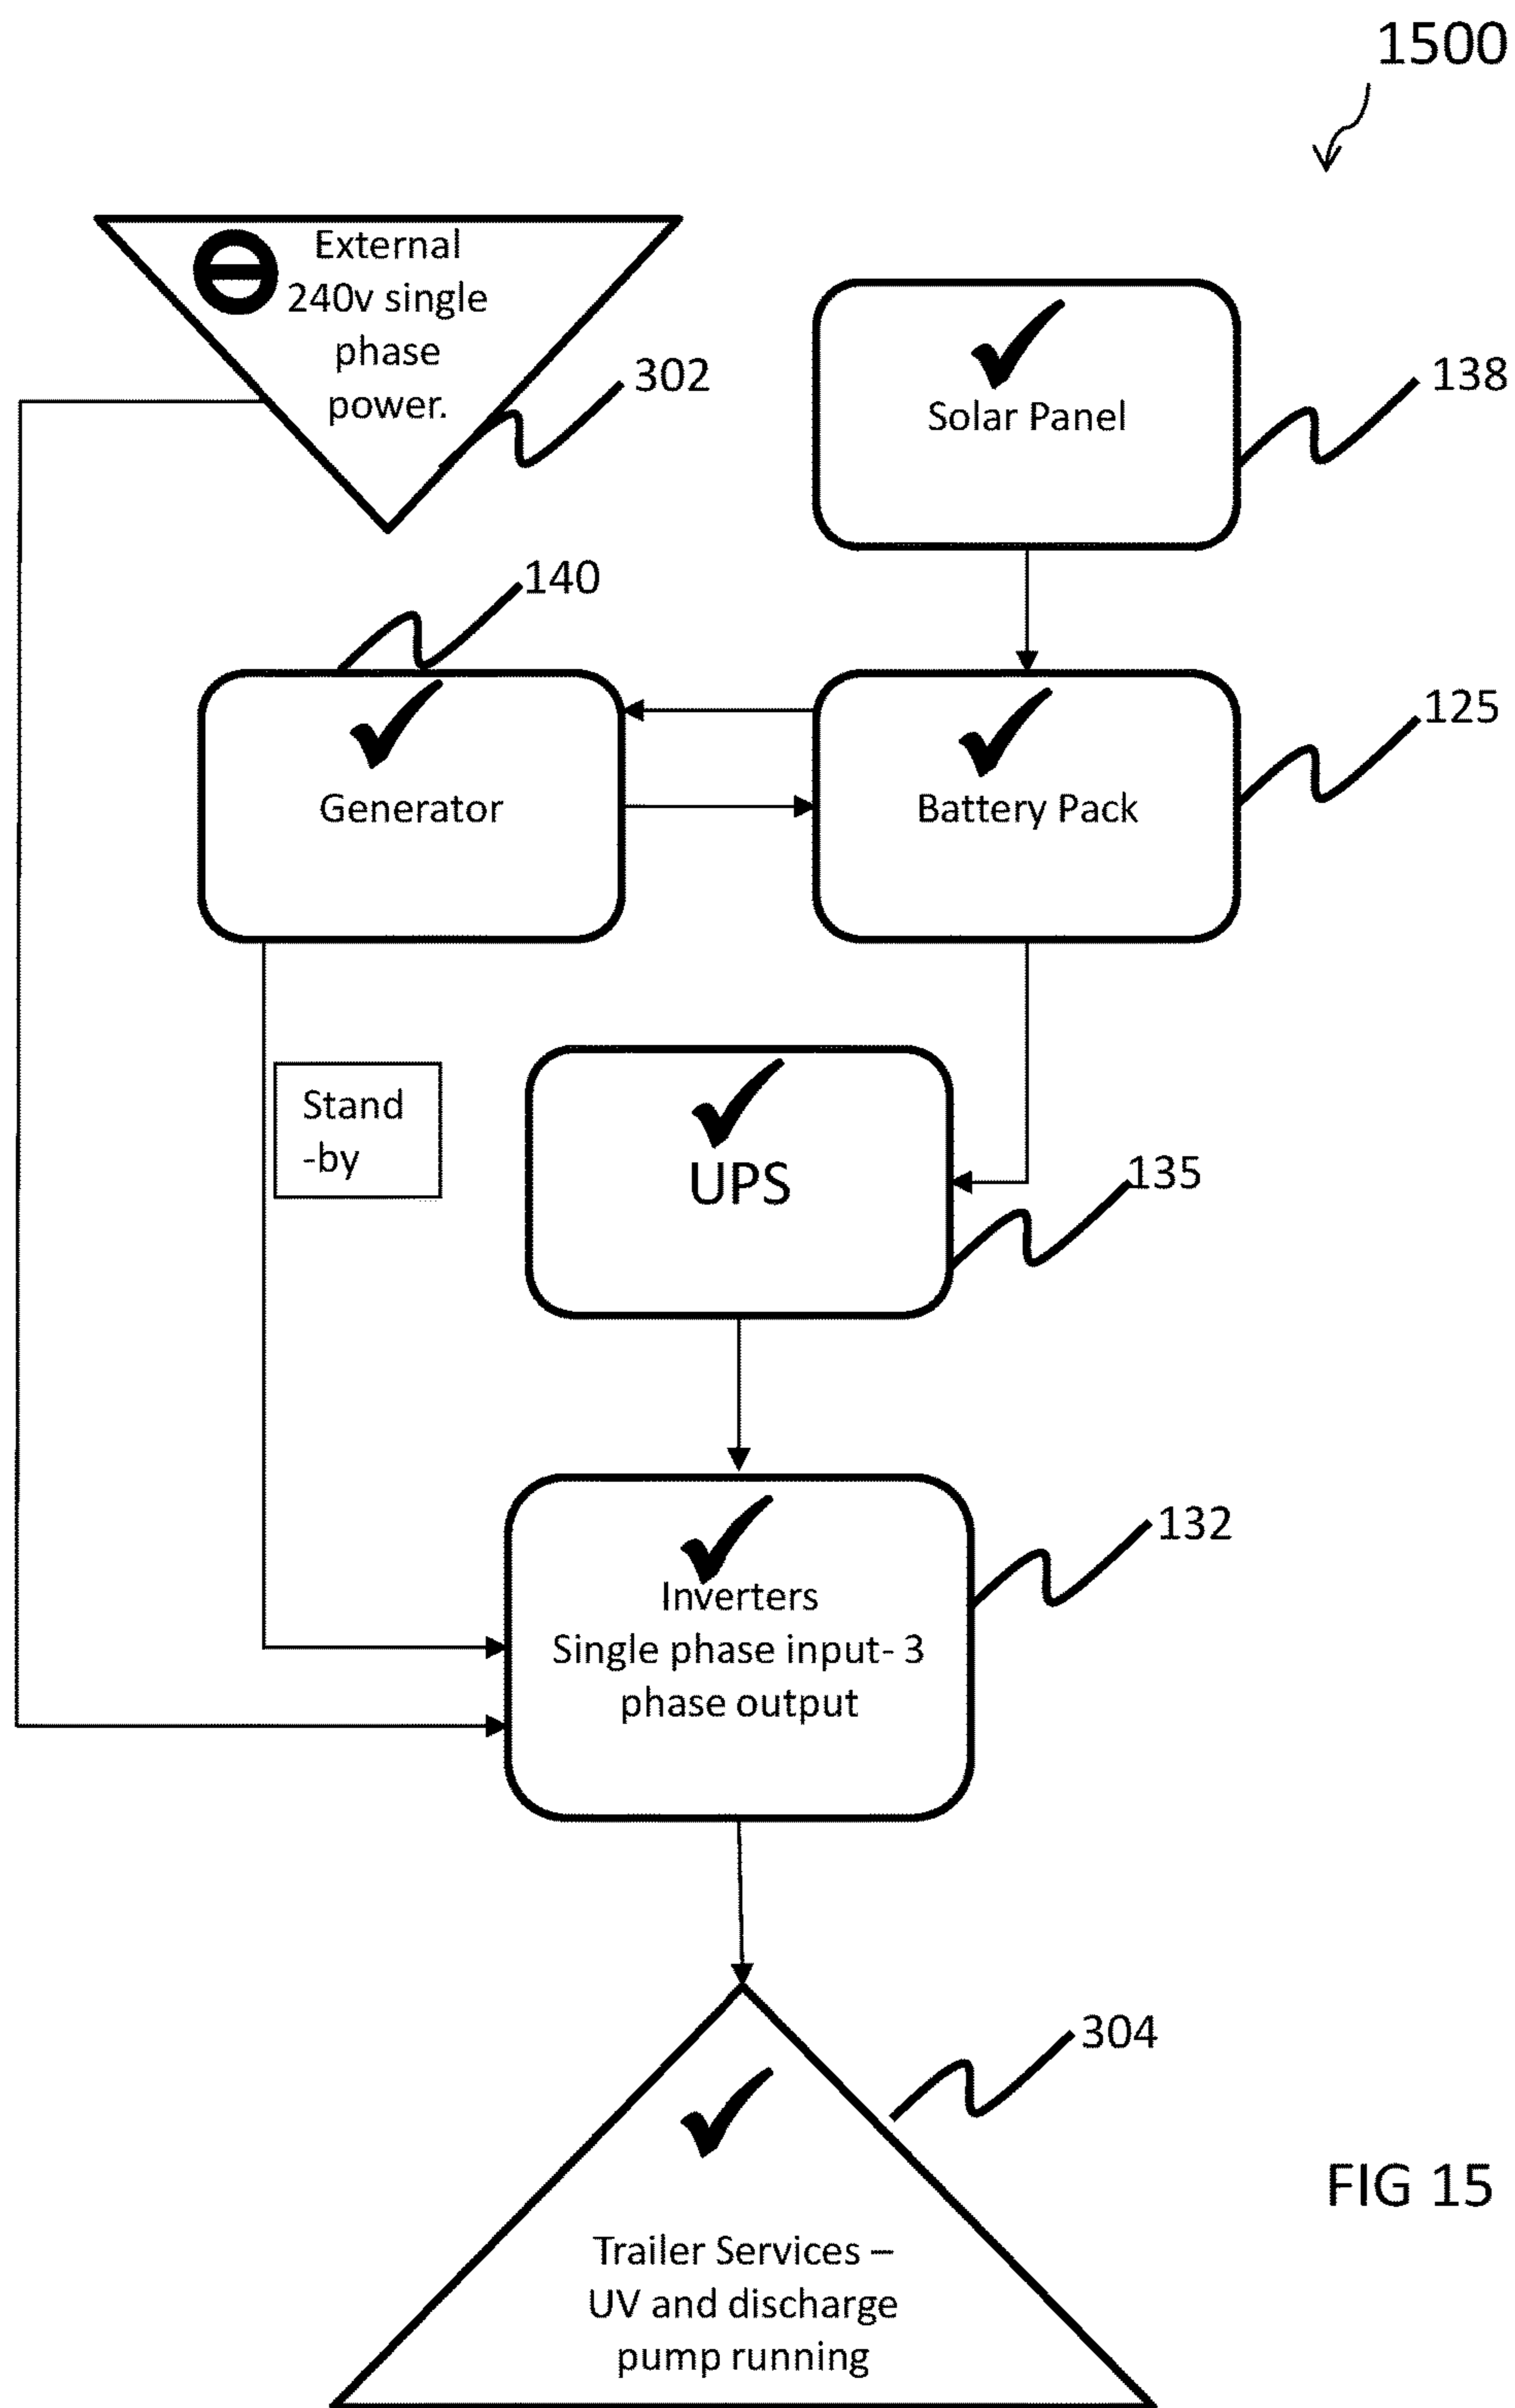 1500
External
240v single
phase
power.
302
Solar Panel
138
140
Generator
Battery Pack
125
Stand
-by
UPS
135
Inverters
Single phase input- 3
phase output
132
304
Trailer Services –
UV and discharge
pump running
FIG 15